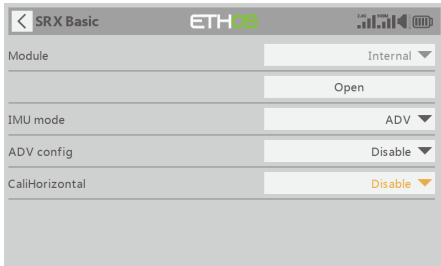 SRX Basic
ETHOS
Module
Internal
Open
IMU mode
ADV
ADV config
Disable
CaliHorizontal
Disable